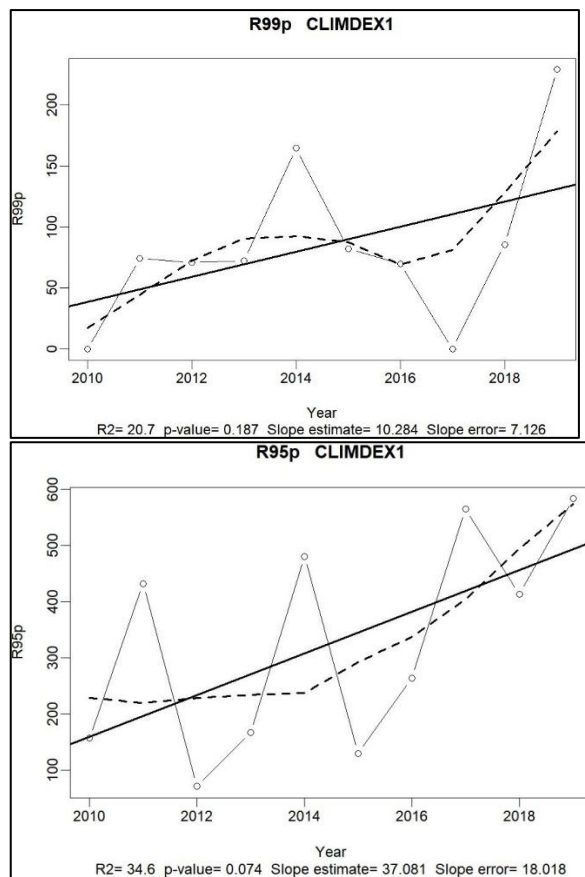 R99p CLIMDEX1
200
150
100
50
0
R99p
2010 2012 2014 2016 2018
Year
R2= 20.7 p-value= 0.187 Slope estimate= 10.284 Slope error= 7.126
R95p CLIMDEX1
600
500
400
300
200
100
R95p
2010 2012 2014 2016 2018
Year
R2= 34.6 p-value= 0.074 Slope estimate= 37.081 Slope error= 18.018